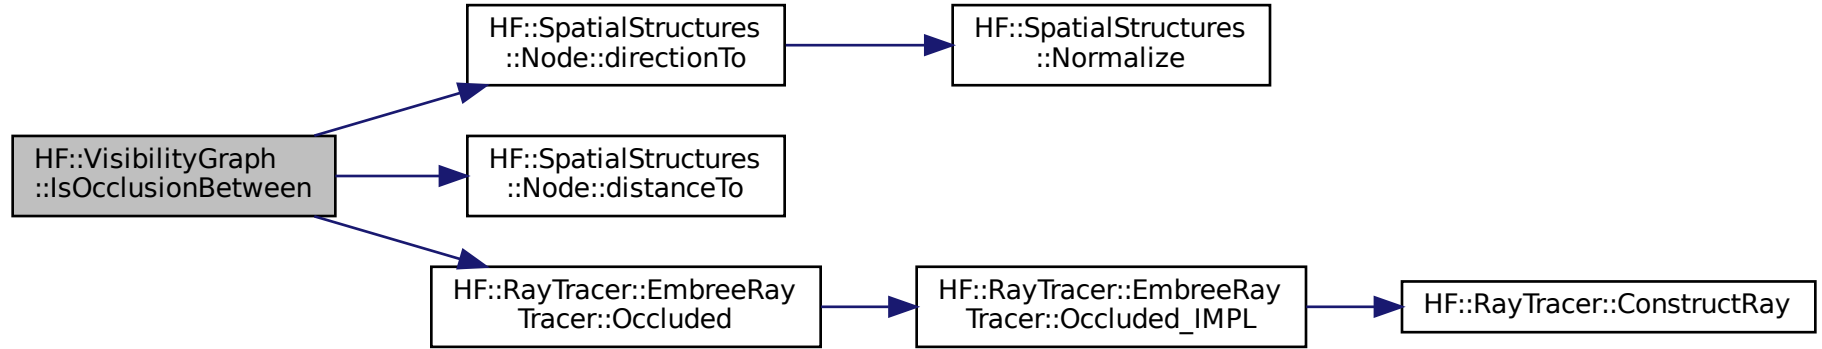 HF::SpatialStructures
::Node::directionTo
HF::SpatialStructures
::Normalize
HF::VisibilityGraph
::IsOcclusionBetween
HF::SpatialStructures
::Node::distanceTo
HF::RayTracer::EmbreeRay
Tracer::Occluded
HF::RayTracer::EmbreeRay
Tracer::Occluded_IMPL
HF::RayTracer::ConstructRay